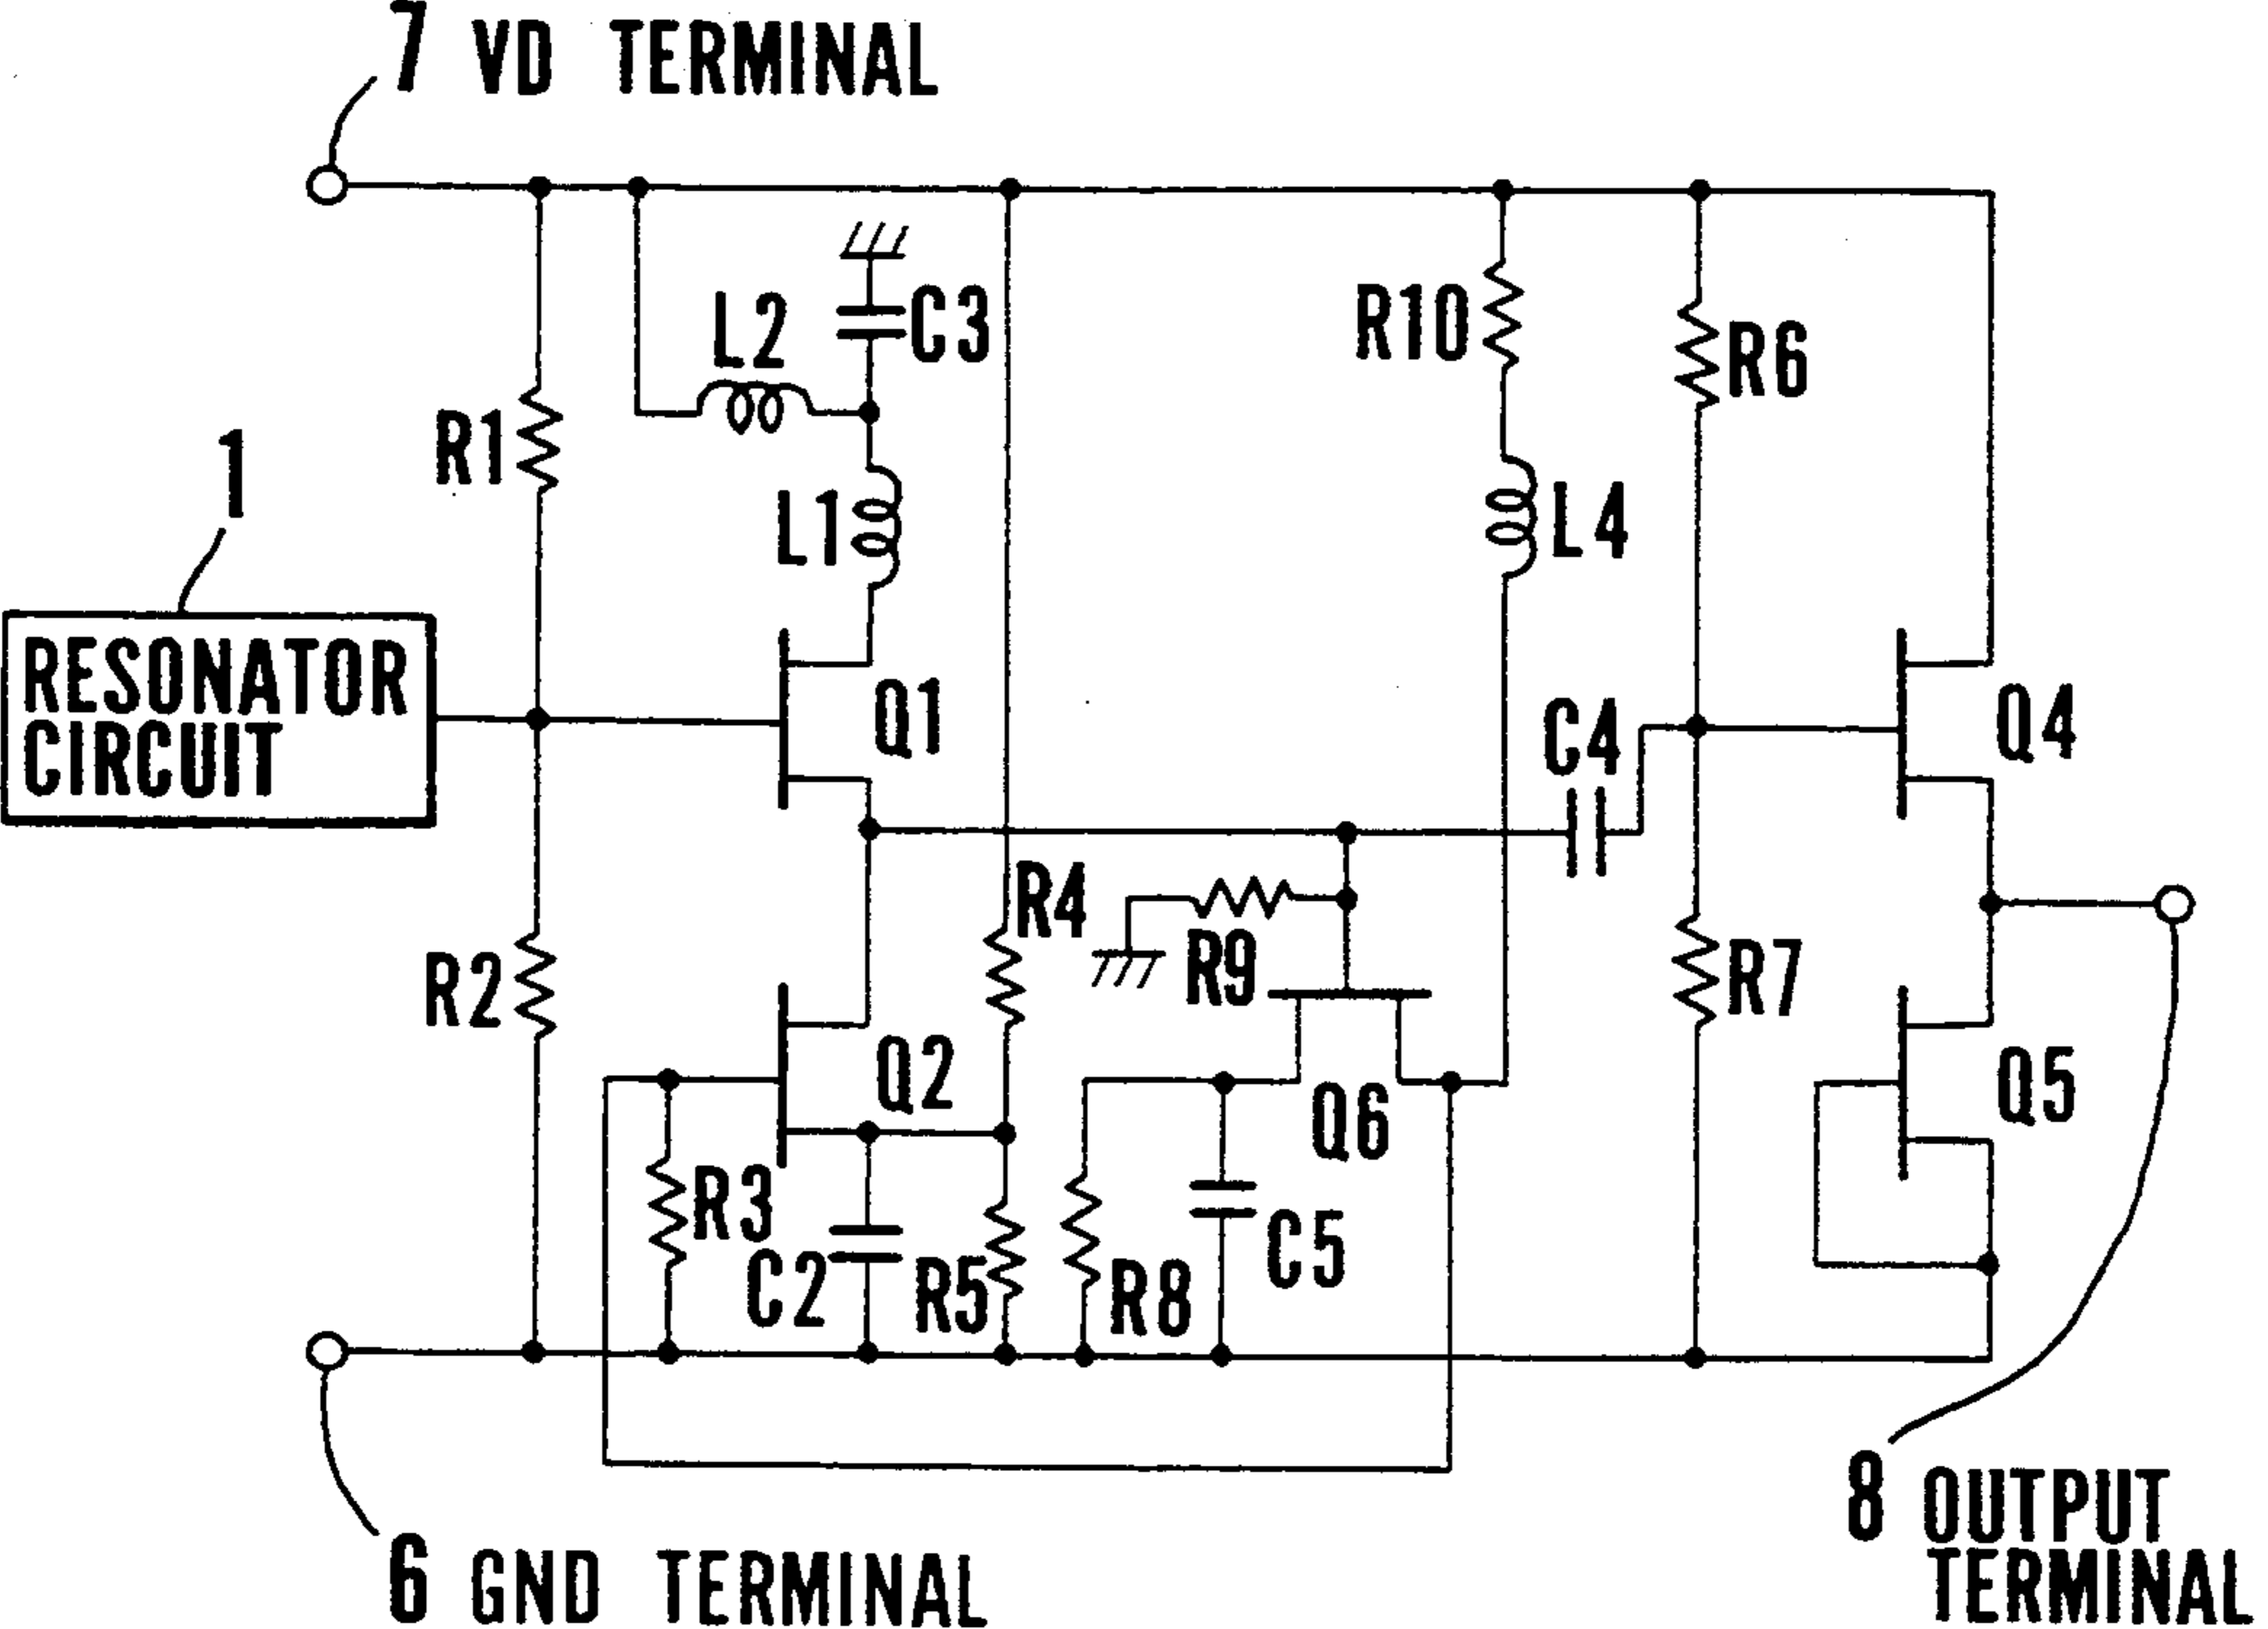 7 VD TERMINAL
L2
C3
R10
R6
R1
1
L1
L4
RESONATOR
CIRCUIT
Q1
C4
Q4
R4
R2
R9
R7
Q2
Q6
Q5
R3
C2
R5
R8
C5
8 OUTPUT
TERMINAL
6 GND TERMINAL